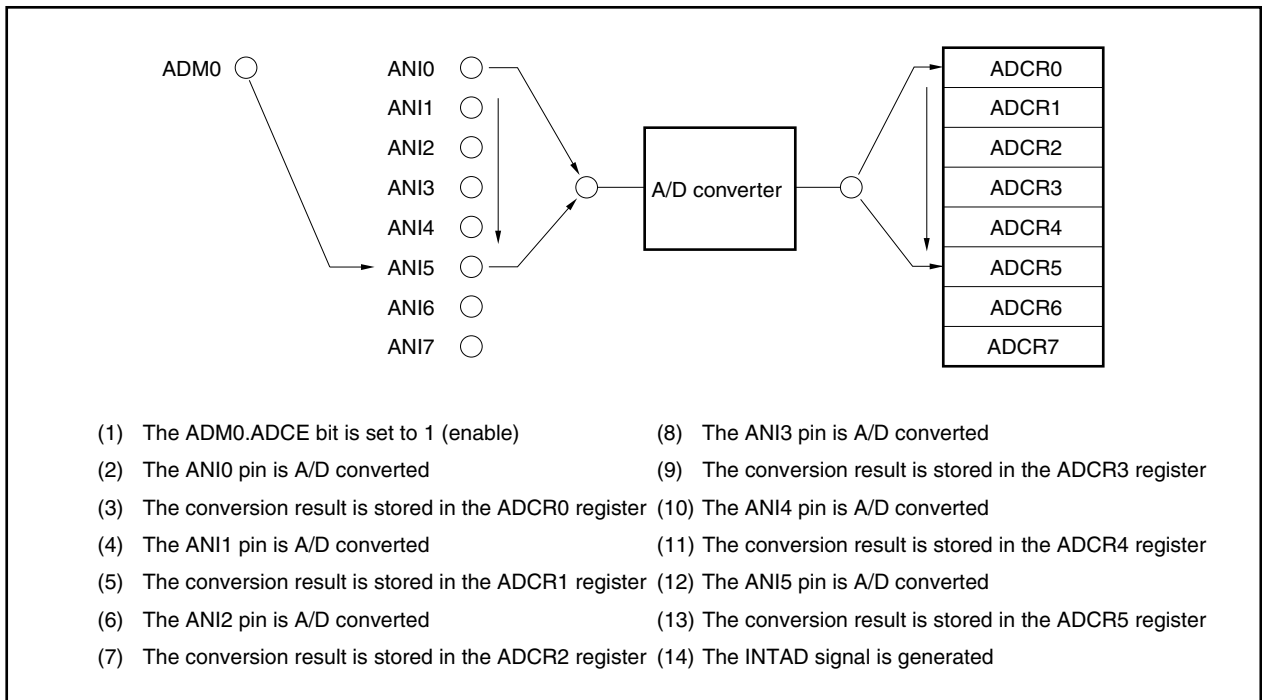 ADM0
ANI0
ANI1
ANI2
ANI3
ANI4
ANI5
ANI6
ANI7
A/D converter
ADCR0
ADCR1
ADCR2
ADCR3
ADCR4
ADCR5
ADCR6
ADCR7
(1) The ADM0.ADCE bit is set to 1 (enable)
(2) The ANI0 pin is A/D converted
(3) The conversion result is stored in the ADCR0 register
(4) The ANI1 pin is A/D converted
(5) The conversion result is stored in the ADCR1 register
(6) The ANI2 pin is A/D converted
(7) The conversion result is stored in the ADCR2 register
(8) The ANI3 pin is A/D converted
(9) The conversion result is stored in the ADCR3 register
(10) The ANI4 pin is A/D converted
(11) The conversion result is stored in the ADCR4 register
(12) The ANI5 pin is A/D converted
(13) The conversion result is stored in the ADCR5 register
(14) The INTAD signal is generated